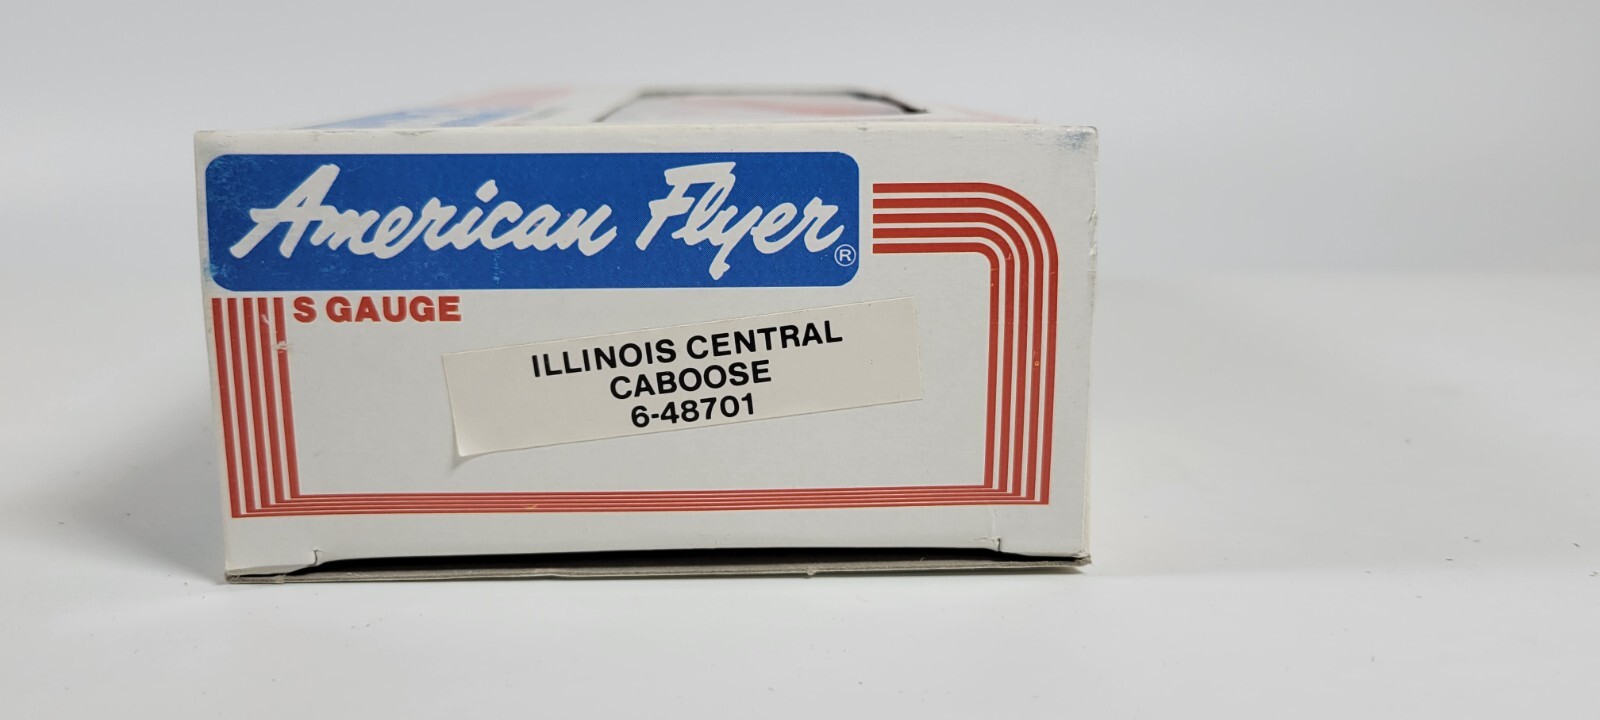 American Flyer®
S GAUGE
ILLINOIS CENTRAL
CABOOSE
6-48701